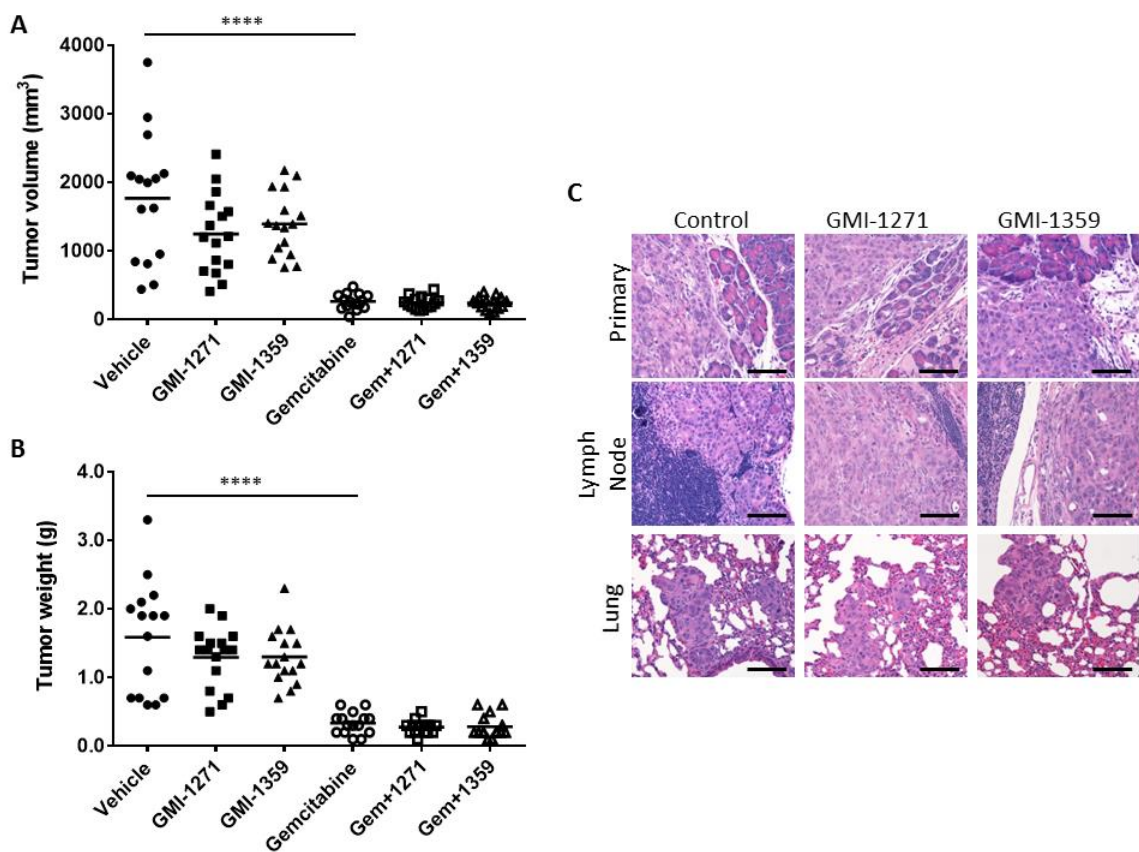 A
****
Tumor volume (mm³)
4000
3000
2000
1000
0
Vehicle
GMI-1271
GMI-1359
Gemcitabine
Gem+1271
Gem+1359
B
****
Tumor weight (g)
4.0
3.0
2.0
1.0
0.0
Vehicle
GMI-1271
GMI-1359
Gemcitabine
Gem+1271
Gem+1359
C
Control GMI-1271 GMI-1359
Primary
Lymph
Node
Lung